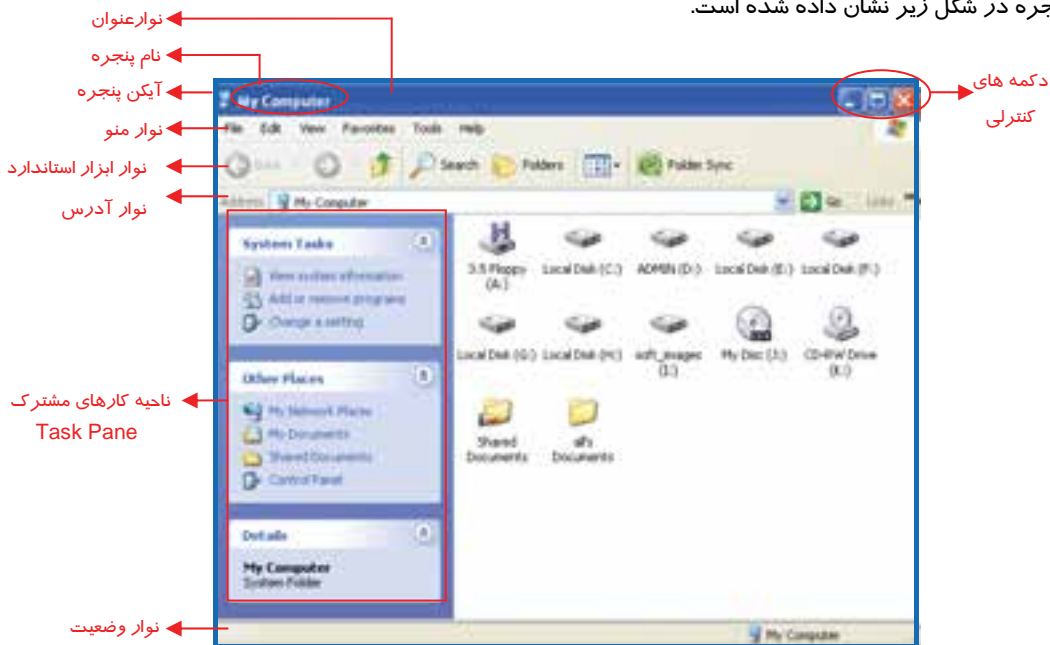 جره در شکل زیر نشان داده شده است.
نوارعنوان
نام پنجره
آیکن پنجره
نوار منو
نوار ابزار استاندارد
نوار آدرس
ناحیه کارهای مشترک
Task Pane
نوار وضعیت
دکمه های
کنترلی
My Computer
File Edit View Favorites Tools Help
Back Search Folders Folder Sync
Address My Computer Go Links
System Tasks
View system information
Add or remove programs
Change a setting
Other Places
My Network Places
My Documents
Shared Documents
Control Panel
Details
My Computer
System Folder
3.5 Floppy (A:)
Local Disk (C:)
ADMIN (D:)
Local Disk (E:)
Local Disk (F:)
Local Disk (G:)
Local Disk (H:)
soft_images (I:)
My Disc (J:)
CD-RW Drive (K:)
Shared Documents
Documents
My Computer